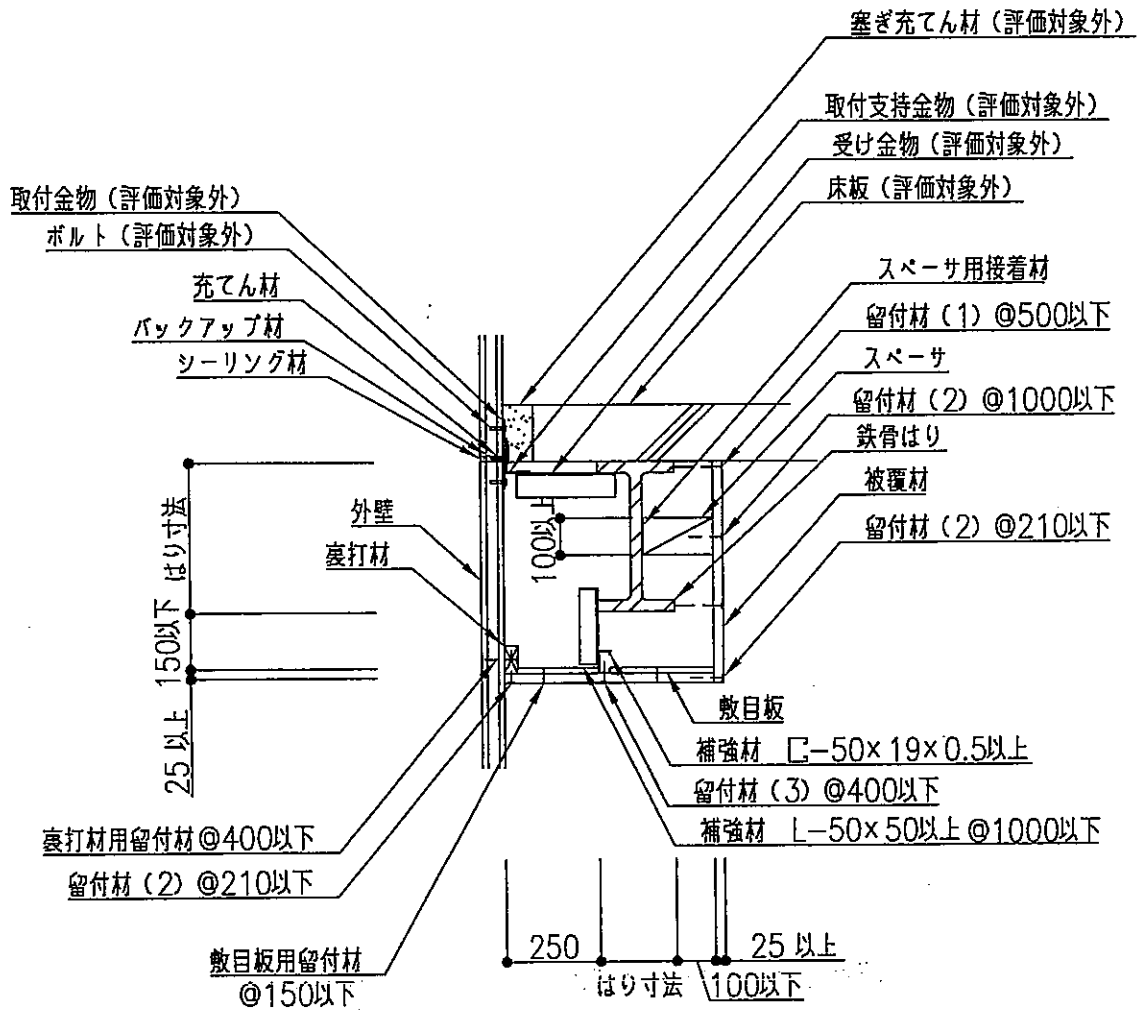 塞ぎ充てん材（評価対象外）
取付支持金物（評価対象外）
受け金物（評価対象外）
床板（評価対象外）
取付金物（評価対象外）
ボルト（評価対象外）
充てん材
バックアップ材
シーリング材
スペーサ用接着材
留付材（1）@500以下
スペーサ
留付材（2）@1000以下
鉄骨はり
被覆材
留付材（2）@210以下
外壁
裏打材
100以上
はり寸法
150以下
25 以上
敷目板
補強材 C-50×19×0.5以上
留付材（3）@400以下
補強材 L-50×50以上 @1000以下
裏打材用留付材@400以下
留付材（2）@210以下
敷目板用留付材
@150以下
250
はり寸法
100以下
25 以上